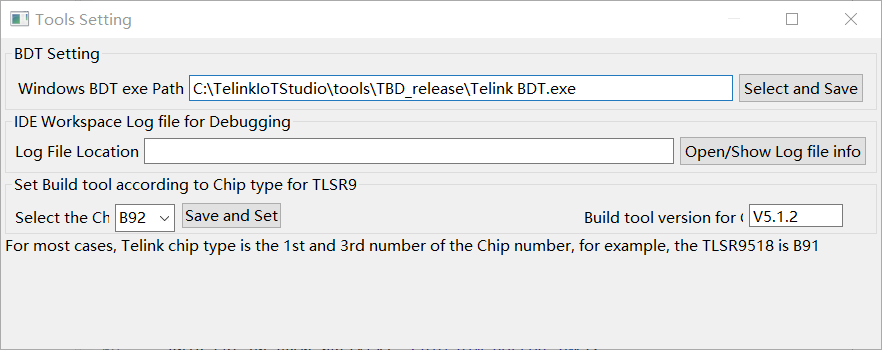 Tools Setting
BDT Setting
Windows BDT exe Path C:\TelinkIoTStudio\tools\TBD_release\Telink BDT.exe Select and Save
IDE Workspace Log file for Debugging
Log File Location Open/Show Log file info
Set Build tool according to Chip type for TLSR9
Select the Ch B92 Save and Set Build tool version for V5.1.2
For most cases, Telink chip type is the 1st and 3rd number of the Chip number, for example, the TLSR9518 is B91